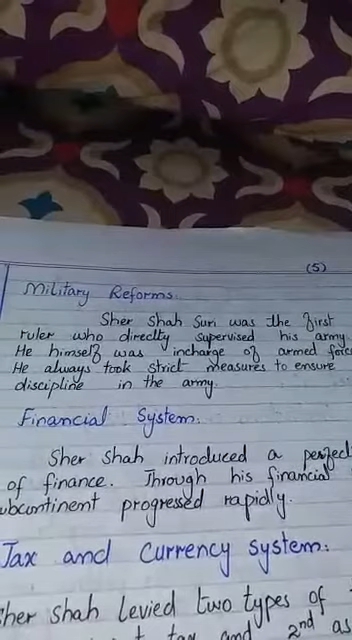 (5)
Military Reforms.
Sher Shah Suri was the first
ruler who directly supervised his army
He himself was incharge of armed forc
He always took strict measures to ensure
discipline in the army.
Financial System.
Sher Shah introduced a perfect
of finance. Through his financial
ubcontinent progressed rapidly.
Tax and Currency System.
Sher Shah levied two types of
tax and 2nd as